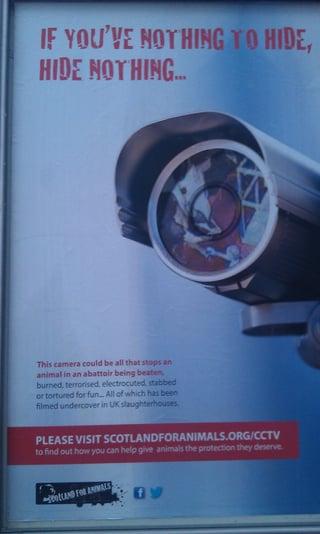 IF YOU'VE NOTHING TO HIDE,
HIDE NOTHING...
This camera could be all that stops an
animal in an abattoir being beaten,
burned, terrorised, electrocuted, stabbed
or tortured for fun... All of which has been
filmed undercover in UK slaughterhouses.
PLEASE VISIT SCOTLANDFORANIMALS.ORG/CCTV
to find out how you can help give animals the protection they deserve.
SCOTLAND FOR ANIMALS